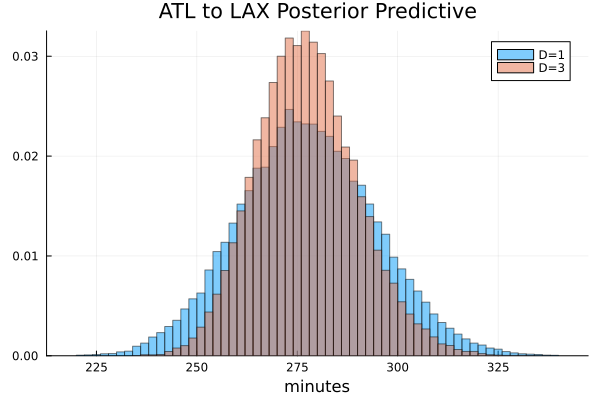 ATL to LAX Posterior Predictive
D=1
D=3
0.03
0.02
0.01
0.00
225 250 275 300 325
minutes